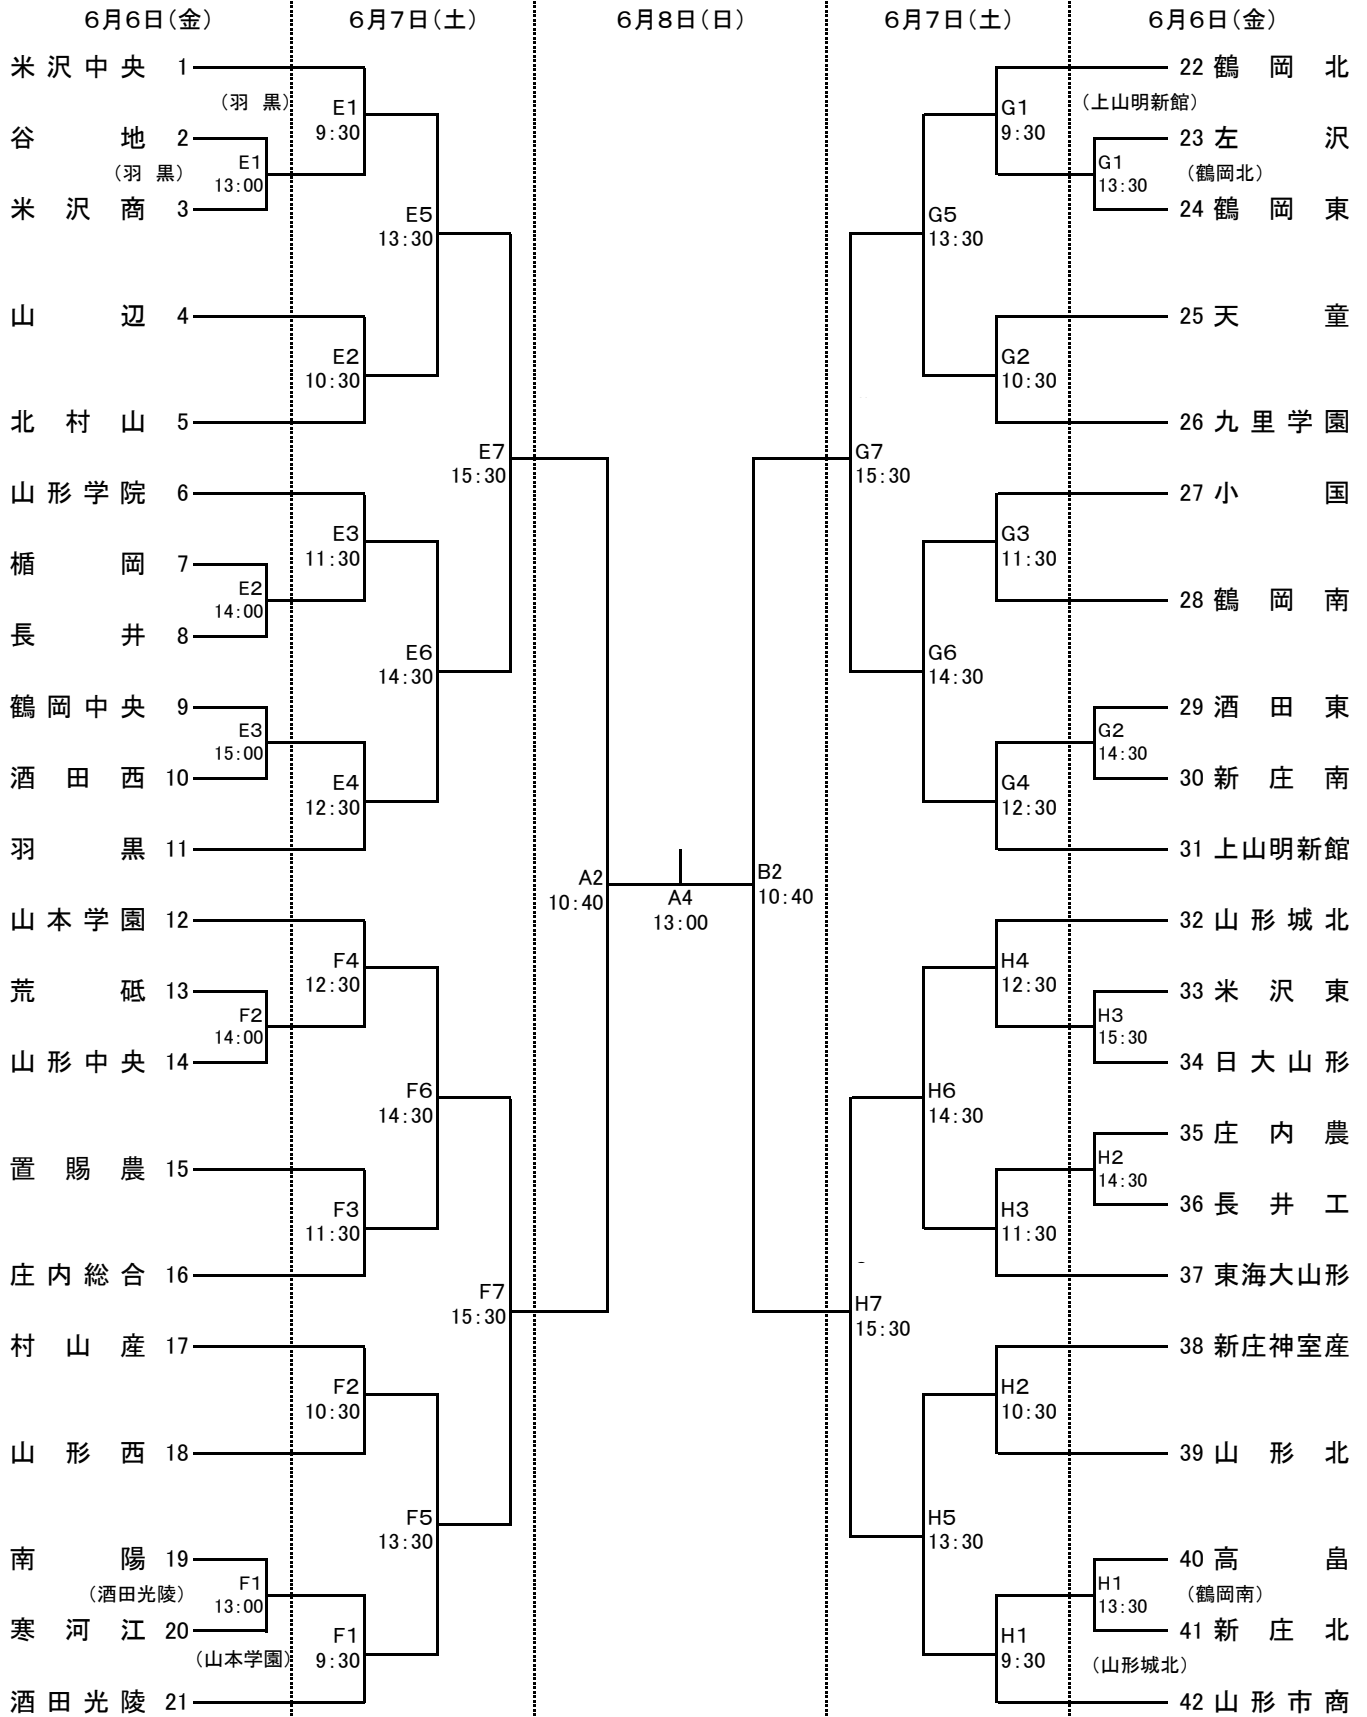 6月6日(金) 6月7日(土) 6月8日(日) 6月7日(土) 6月6日(金)
米沢中央 1
(羽 黒)
E1
9:30
谷地 2
(羽 黒)
E1
13:00
米沢商 3
E5
13:30
山辺 4
E2
10:30
北村山 5
E7
15:30
山形学院 6
E3
11:30
楯岡 7
E2
14:00
長井 8
E6
14:30
鶴岡中央 9
E3
15:00
酒田西 10
E4
12:30
羽黒 11
山本学園 12
F4
12:30
荒砥 13
F2
14:00
山形中央 14
F6
14:30
置賜農 15
F3
11:30
庄内総合 16
F7
15:30
村山産 17
F2
10:30
山形西 18
F5
13:30
南陽 19
(酒田光陵)
F1
13:00
寒河江 20
(山本学園)
F1
9:30
酒田光陵 21
A2
10:40
A4
13:00
B2
10:40
22 鶴岡北
(上山明新館)
G1
9:30
23 左沢
(鶴岡北)
G1
13:30
24 鶴岡東
G5
13:30
25 天童
G2
10:30
26 九里学園
G7
15:30
27 小国
G3
11:30
28 鶴岡南
G6
14:30
29 酒田東
G2
14:30
30 新庄南
G4
12:30
31 上山明新館
32 山形城北
H4
12:30
33 米沢東
H3
15:30
34 日大山形
H6
14:30
35 庄内農
H2
14:30
36 長井工
H3
11:30
37 東海大山形
H7
15:30
38 新庄神室産
H2
10:30
39 山形北
H5
13:30
40 高畠
(鶴岡南)
H1
13:30
41 新庄北
(山形城北)
H1
9:30
42 山形市商